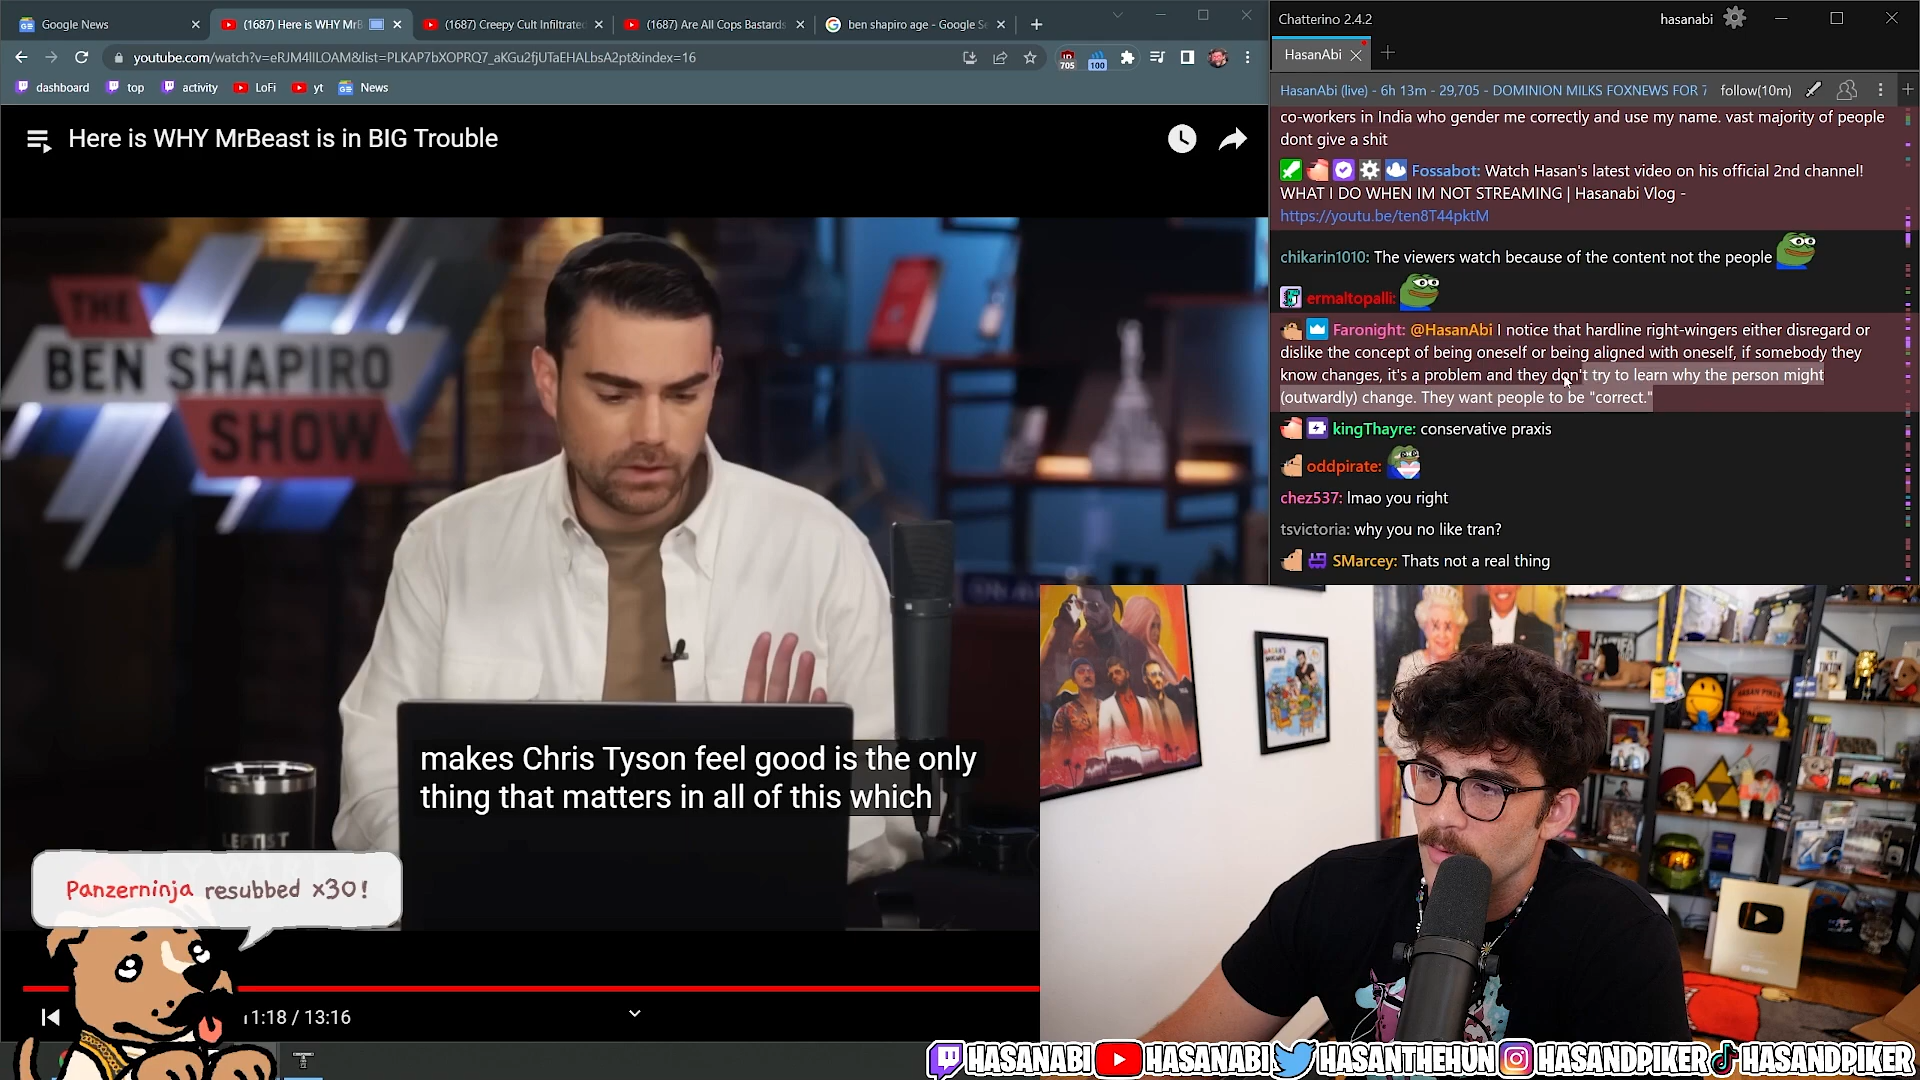 Google News
(1687) Here is WHY MrB
(1687) Creepy Cult Infiltrate
(1687) Are All Cops Bastards
ben shapiro age - Google Se
youtube.com/watch?v=eRJM4lILOAM&list=PLKAP7bXOPRQ7_aKGu2fjUTaEHALbsA2pt&index=16
705
100
dashboard
top
activity
LoFi
yt
News
Here is WHY MrBeast is in BIG Trouble
THE
BEN SHAPIRO
SHOW
LEFTIST
makes Chris Tyson feel good is the only
thing that matters in all of this which
Panzerninja resubbed x30!
11:18 / 13:16
Chatterino 2.4.2
hasanabi
HasanAbi
HasanAbi (live) - 6h 13m - 29,705 - DOMINION MILKS FOXNEWS FOR 7
follow(10m)
co-workers in India who gender me correctly and use my name. vast majority of people
dont give a shit
Fossabot: Watch Hasan's latest video on his official 2nd channel!
WHAT I DO WHEN IM NOT STREAMING | Hasanabi Vlog -
https://youtu.be/ten8T44pktM
chikarin1010: The viewers watch because of the content not the people
ermaltopalli:
Faronight: @HasanAbi I notice that hardline right-wingers either disregard or
dislike the concept of being oneself or being aligned with oneself, if somebody they
know changes, it's a problem and they don't try to learn why the person might
(outwardly) change. They want people to be "correct."
kingThayre: conservative praxis
oddpirate:
chez537: lmao you right
tsvictoria: why you no like tran?
SMarcey: Thats not a real thing
HASANABI
HASANABI
HASANTHEHUN
HASANDPIKER
HASANDPIKER